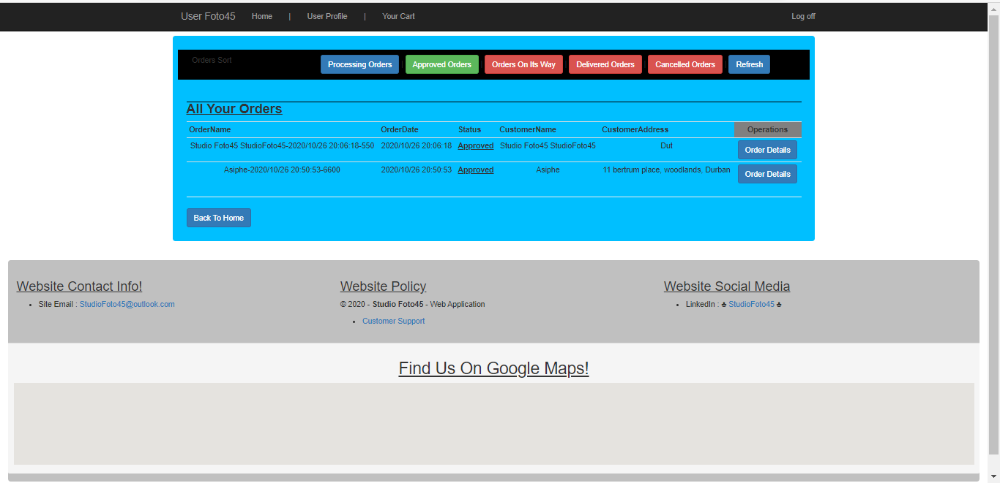 User Foto45 Home | User Profile | Your Cart Log off
Orders Sort Processing Orders | Approved Orders Orders On Its Way Delivered Orders Cancelled Orders | Refresh
All Your Orders
OrderName OrderDate Status CustomerName CustomerAddress Operations
Studio Foto45 StudioFoto45-2020/10/26 20:06:18-550 2020/10/26 20:06:18 Approved Studio Foto45 StudioFoto45 Dut Order Details
Asiphe-2020/10/26 20:50:53-6600 2020/10/26 20:50:53 Approved Asiphe 11 bertrum place, woodlands, Durban Order Details
Back To Home
Website Contact Info! Website Policy Website Social Media
• Site Email : StudioFoto45@outlook.com © 2020 - Studio Foto45 - Web Application • LinkedIn : ♣ StudioFoto45 ♣
• Customer Support
Find Us On Google Maps!